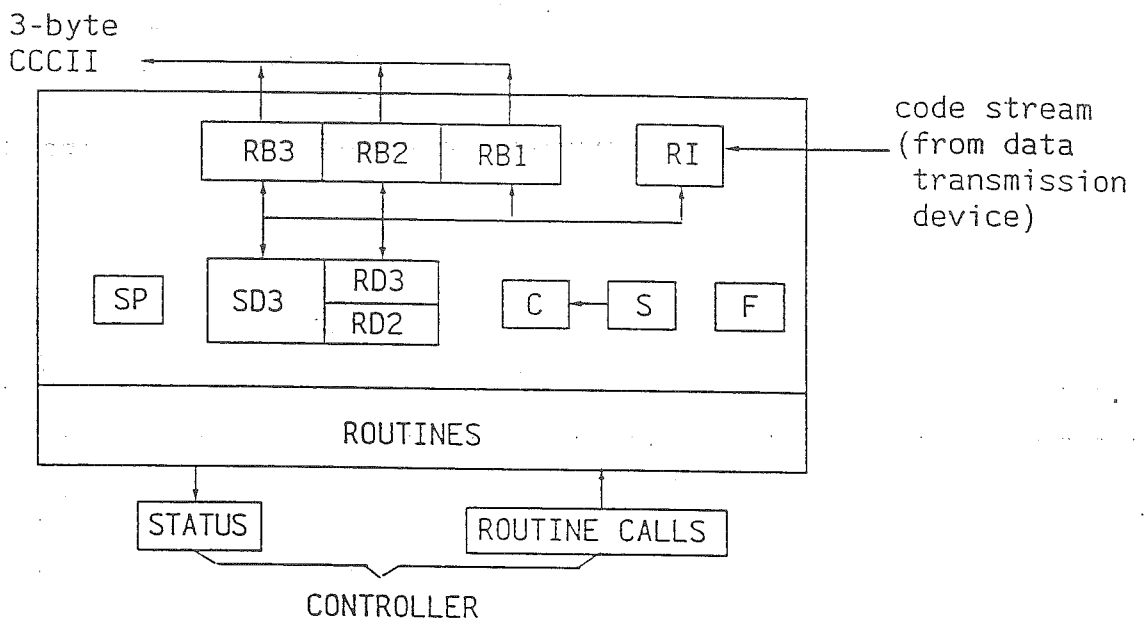 3-byte
CCCII
code stream
(from data
transmission
device)
RB3 RB2 RB1 RI
SP SD3 RD3 C S F
RD2
ROUTINES
STATUS ROUTINE CALLS
CONTROLLER